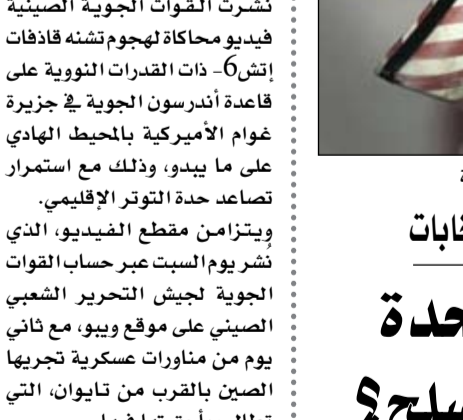 نشرت القوات الجوية الصينية
فيديو محاكاة لهجوم تشنه قاذفات
إتش6- ذات القدرات النووية على
قاعدة أندرسون الجوية في جزيرة
غوام الأميركية بالمحيط الهادي
على ما يبدو، وذلك مع استمرار
تصاعد حدة التوتر الإقليمي.
ويتزامن مقطع الفيديو، الذي
نُشر يوم السبت عبر حساب القوات
الجوية لجيش التحرير الشعبي
الصيني على موقع ويبو، مع ثاني
يوم من مناورات عسكرية تجريها
الصين بالقرب من تايوان، التي